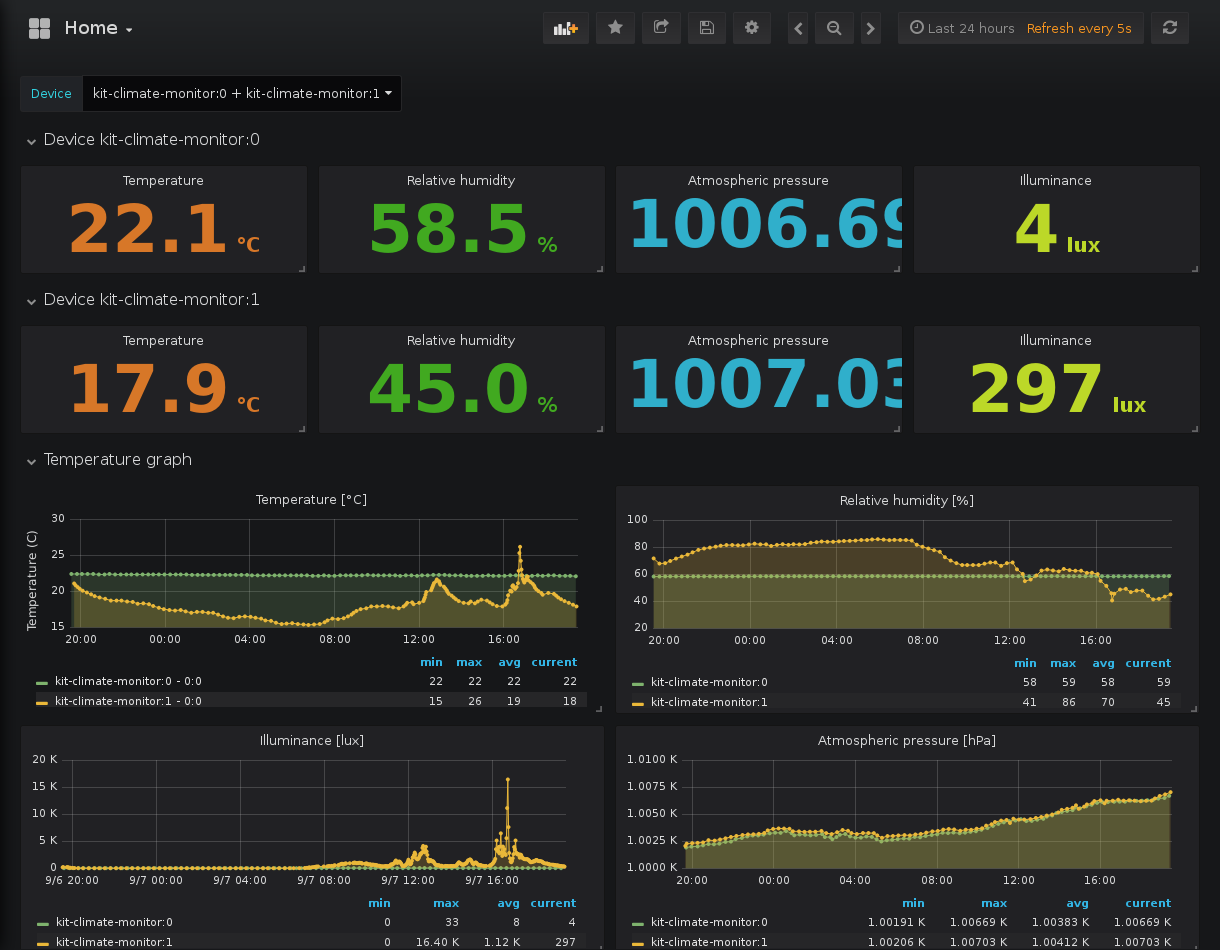 Home
Last 24 hours Refresh every 5s
Device kit-climate-monitor:0 + kit-climate-monitor:1
Device kit-climate-monitor:0
Temperature Relative humidity Atmospheric pressure Illuminance
22.1 °C 58.5 % 1006.69 4 lux
Device kit-climate-monitor:1
Temperature Relative humidity Atmospheric pressure Illuminance
17.9 °C 45.0 % 1007.03 297 lux
Temperature graph
Temperature [°C]
Temperature (C)
30
25
20
15
20:00 00:00 04:00 08:00 12:00 16:00
min max avg current
kit-climate-monitor:0 - 0:0 22 22 22 22
kit-climate-monitor:1 - 0:0 15 26 19 18
Relative humidity [%]
100
80
60
40
20
20:00 00:00 04:00 08:00 12:00 16:00
min max avg current
kit-climate-monitor:0 58 59 58 59
kit-climate-monitor:1 41 86 70 45
Illuminance [lux]
20 K
15 K
10 K
5 K
0
9/6 20:00 9/7 00:00 9/7 04:00 9/7 08:00 9/7 12:00 9/7 16:00
min max avg current
kit-climate-monitor:0 0 33 8 4
kit-climate-monitor:1 0 16.40 K 1.12 K 297
Atmospheric pressure [hPa]
1.0100 K
1.0075 K
1.0050 K
1.0025 K
1.0000 K
20:00 00:00 04:00 08:00 12:00 16:00
min max avg current
kit-climate-monitor:0 1.00191 K 1.00669 K 1.00383 K 1.00669 K
kit-climate-monitor:1 1.00206 K 1.00703 K 1.00412 K 1.00703 K